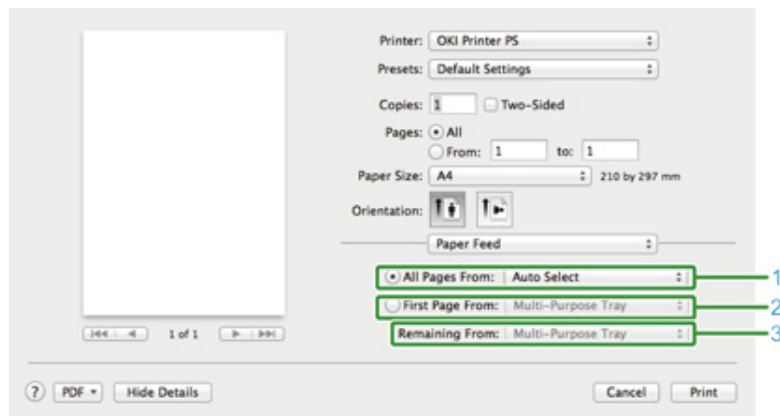 Printer: OKI Printer PS
Presets: Default Settings
Copies: 1 Two-Sided
Pages: All
From: 1 to: 1
Paper Size: A4 210 by 297 mm
Orientation:
Paper Feed
All Pages From: Auto Select 1
First Page From: Multi-Purpose Tray 2
Remaining From: Multi-Purpose Tray 3
1 of 1
? PDF Hide Details Cancel Print